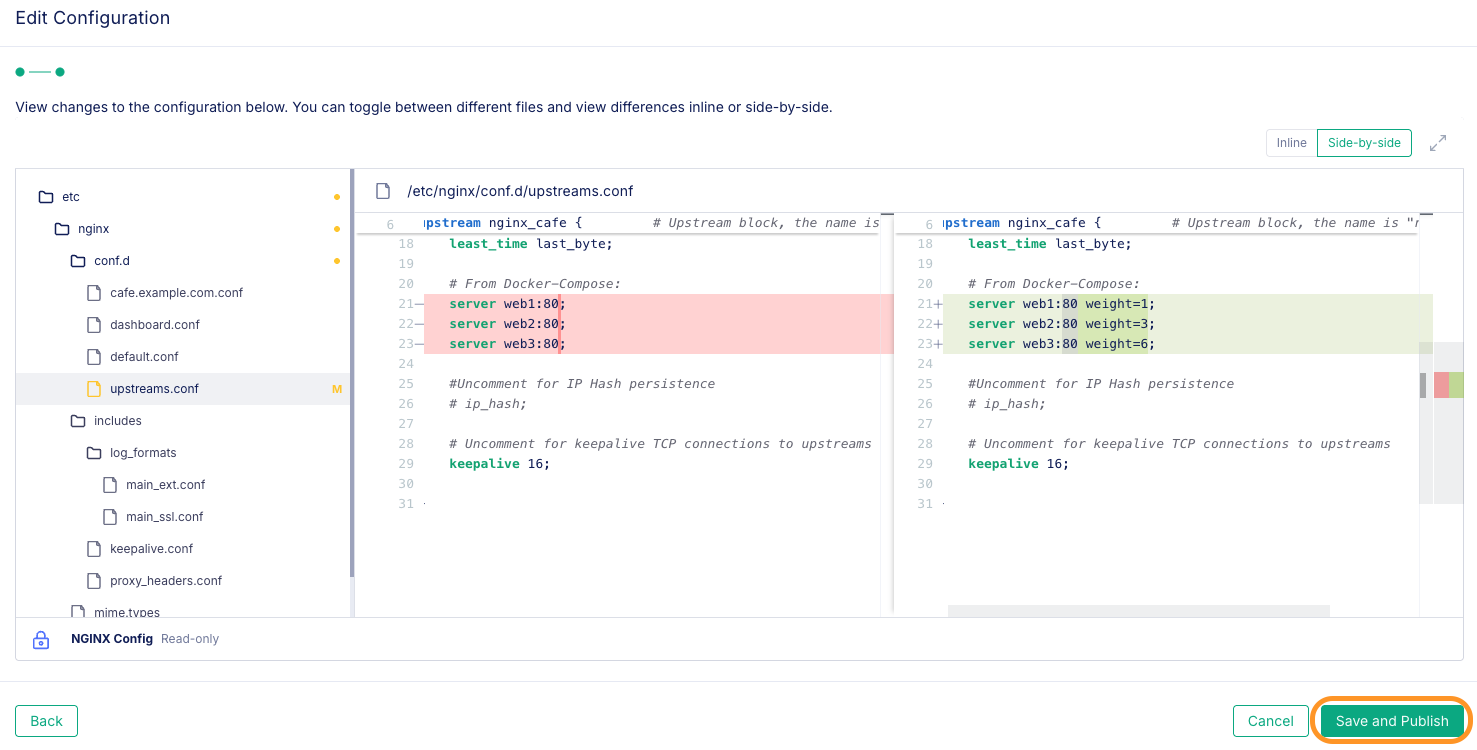 Edit Configuration
View changes to the configuration below. You can toggle between different files and view differences inline or side-by-side.
Inline
Side-by-side
etc
nginx
conf.d
cafe.example.com.conf
dashboard.conf
default.conf
upstreams.conf M
includes
log_formats
main_ext.conf
main_ssl.conf
keepalive.conf
proxy_headers.conf
mime.types
/etc/nginx/conf.d/upstreams.conf
6 upstream nginx_cafe { # Upstream block, the name is
18 least_time last_byte;
19
20 # From Docker-Compose:
21– server web1:80;
22– server web2:80;
23– server web3:80;
24
25 #Uncomment for IP Hash persistence
26 # ip_hash;
27
28 # Uncomment for keepalive TCP connections to upstreams
29 keepalive 16;
30
31
6 upstream nginx_cafe { # Upstream block, the name is "n
18 least_time last_byte;
19
20 # From Docker-Compose:
21+ server web1:80 weight=1;
22+ server web2:80 weight=3;
23+ server web3:80 weight=6;
24
25 #Uncomment for IP Hash persistence
26 # ip_hash;
27
28 # Uncomment for keepalive TCP connections to upstreams
29 keepalive 16;
30
31
NGINX Config Read-only
Back
Cancel
Save and Publish